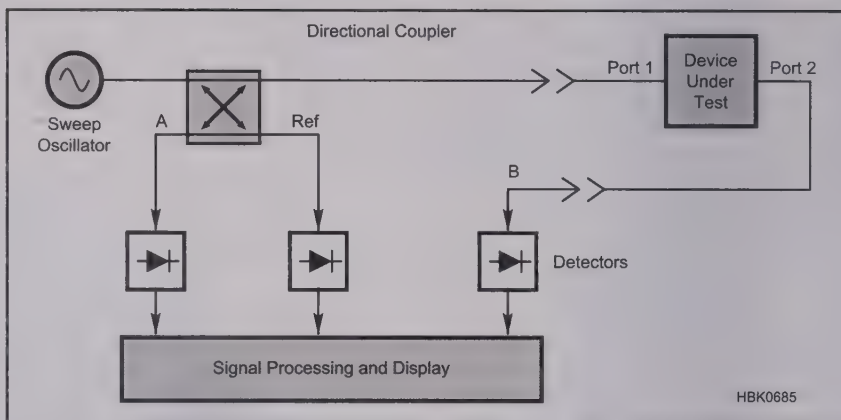 Directional Coupler
Sweep
Oscillator
A
Ref
Port 1
Device
Under
Test
Port 2
B
Detectors
Signal Processing and Display
HBK0685